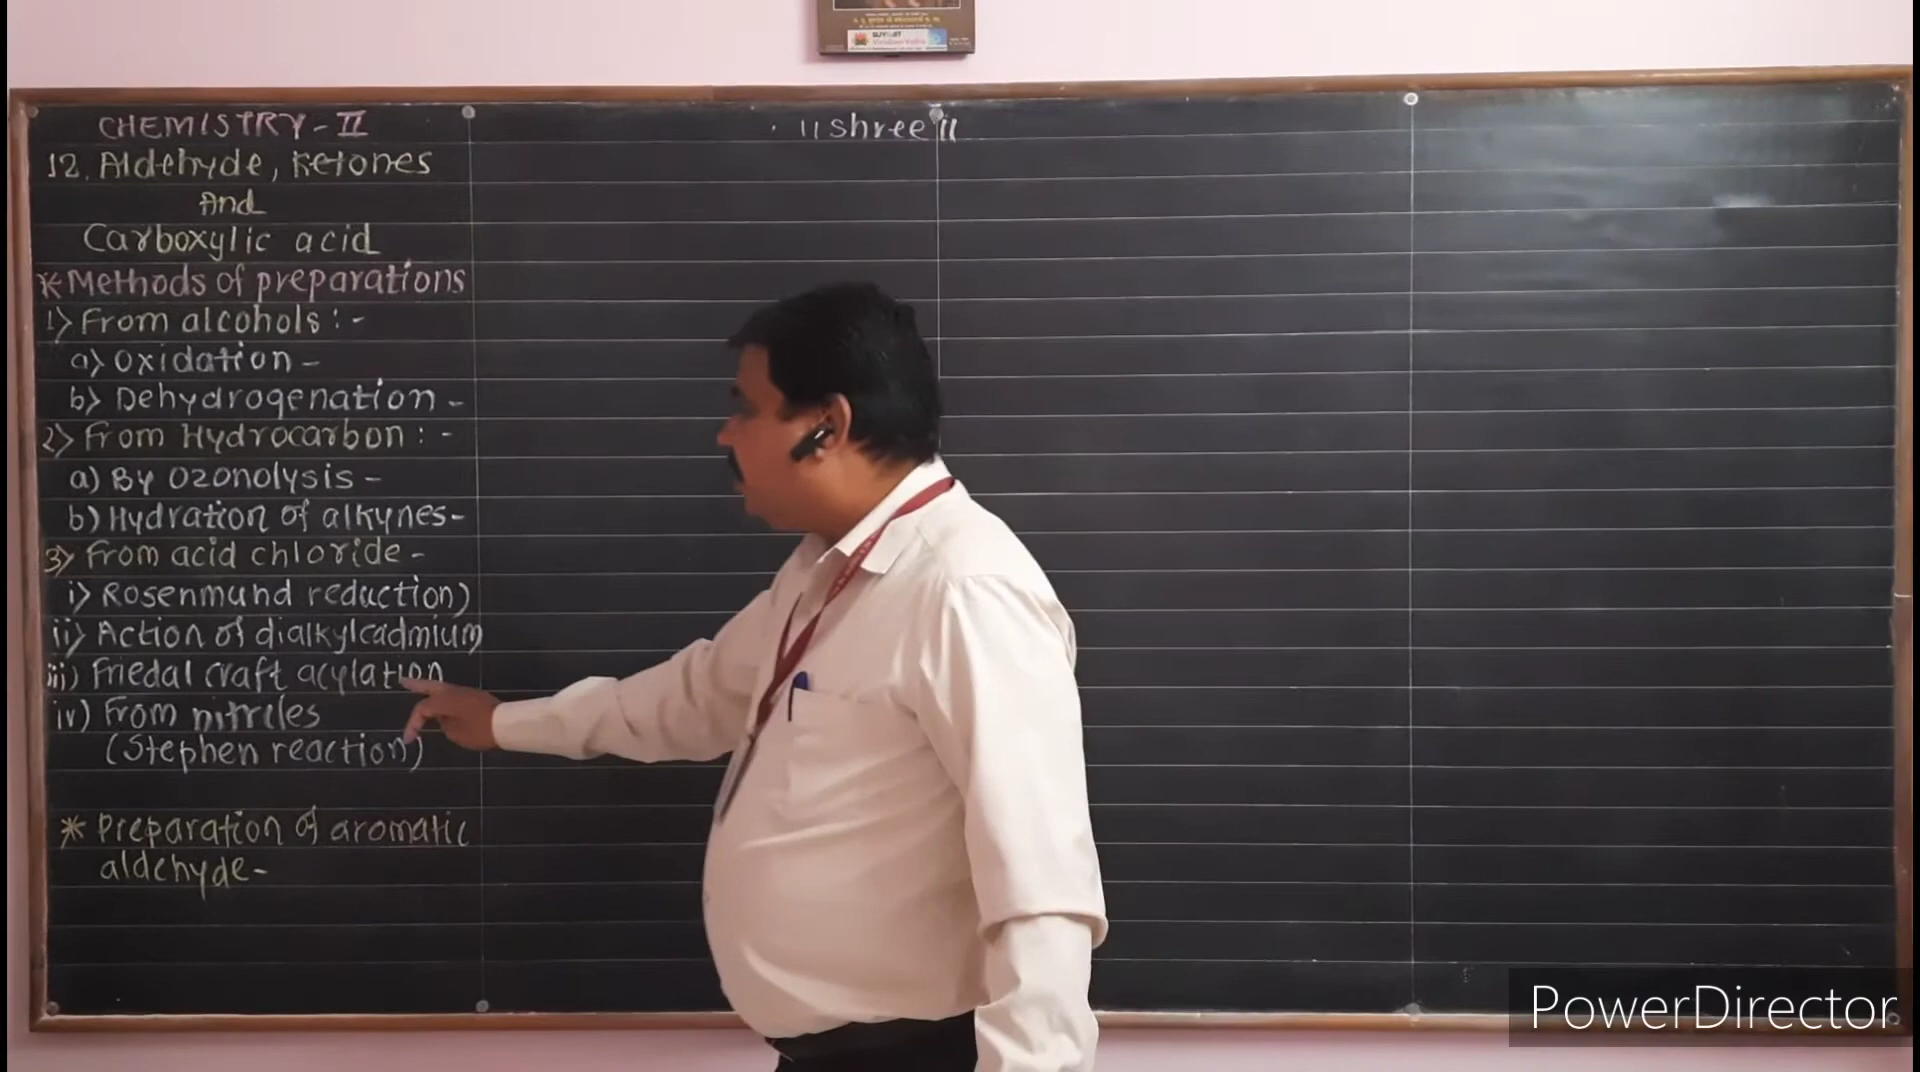 SUYOJIT
CHEMISTRY-II
|| shree ||
12. Aldehyde, Ketones
And
Carboxylic acid
* Methods of preparations
1) From alcohols :-
a) Oxidation -
b) Dehydrogenation -
2) From Hydrocarbon : -
a) By Ozonolysis -
b) Hydration of alkynes-
3) From acid chloride -
i) Rosenmund reduction)
ii) Action of dialkylcadmium
iii) Friedal craft acylation
iv) From nitriles
(Stephen reaction)
* Preparation of aromatic
aldehyde-
PowerDirector